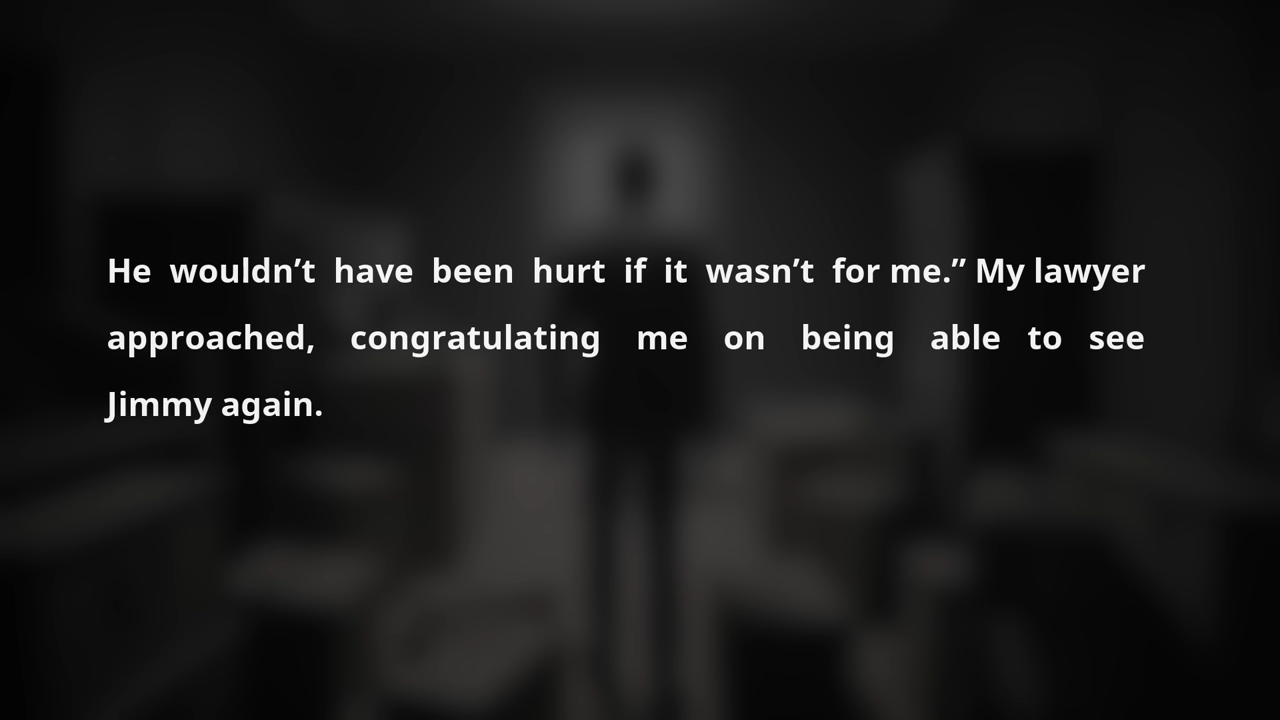 He wouldn’t have been hurt if it wasn’t for me.” My lawyer
approached, congratulating me on being able to see
Jimmy again.